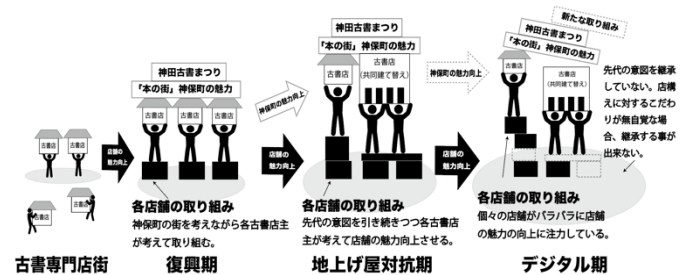 古書店
古書店
古書店
古書店
古書専門店街
店舗の
魅力向上
神田古書まつり
「本の街」神保町の魅力
古書店
古書店
古書店
各店舗の取り組み
神保町の街を考えながら各古書店主
が考えて取り組む。
復興期
神保町の魅力向上
店舗の
魅力向上
神田古書まつり
「本の街」神保町の魅力
古書店
古書店
(共同建て替え)
各店舗の取り組み
先代の意図を引き続きつつ各古書店
主が考えて店舗の魅力向上させる。
地上げ屋対抗期
神保町の魅力向上
店舗の
魅力向上
新たな取り組み
神田古書まつり
「本の街」神保町の魅力
古書店
古書店
(共同建て替え)
先代の意図を継承
していない。店構
えに対するこだわ
りが無自覚な場
合、継承する事が
出来ない。
各店舗の取り組み
個々の店舗がバラバラに店舗
の魅力の向上に注力している。
デジタル期